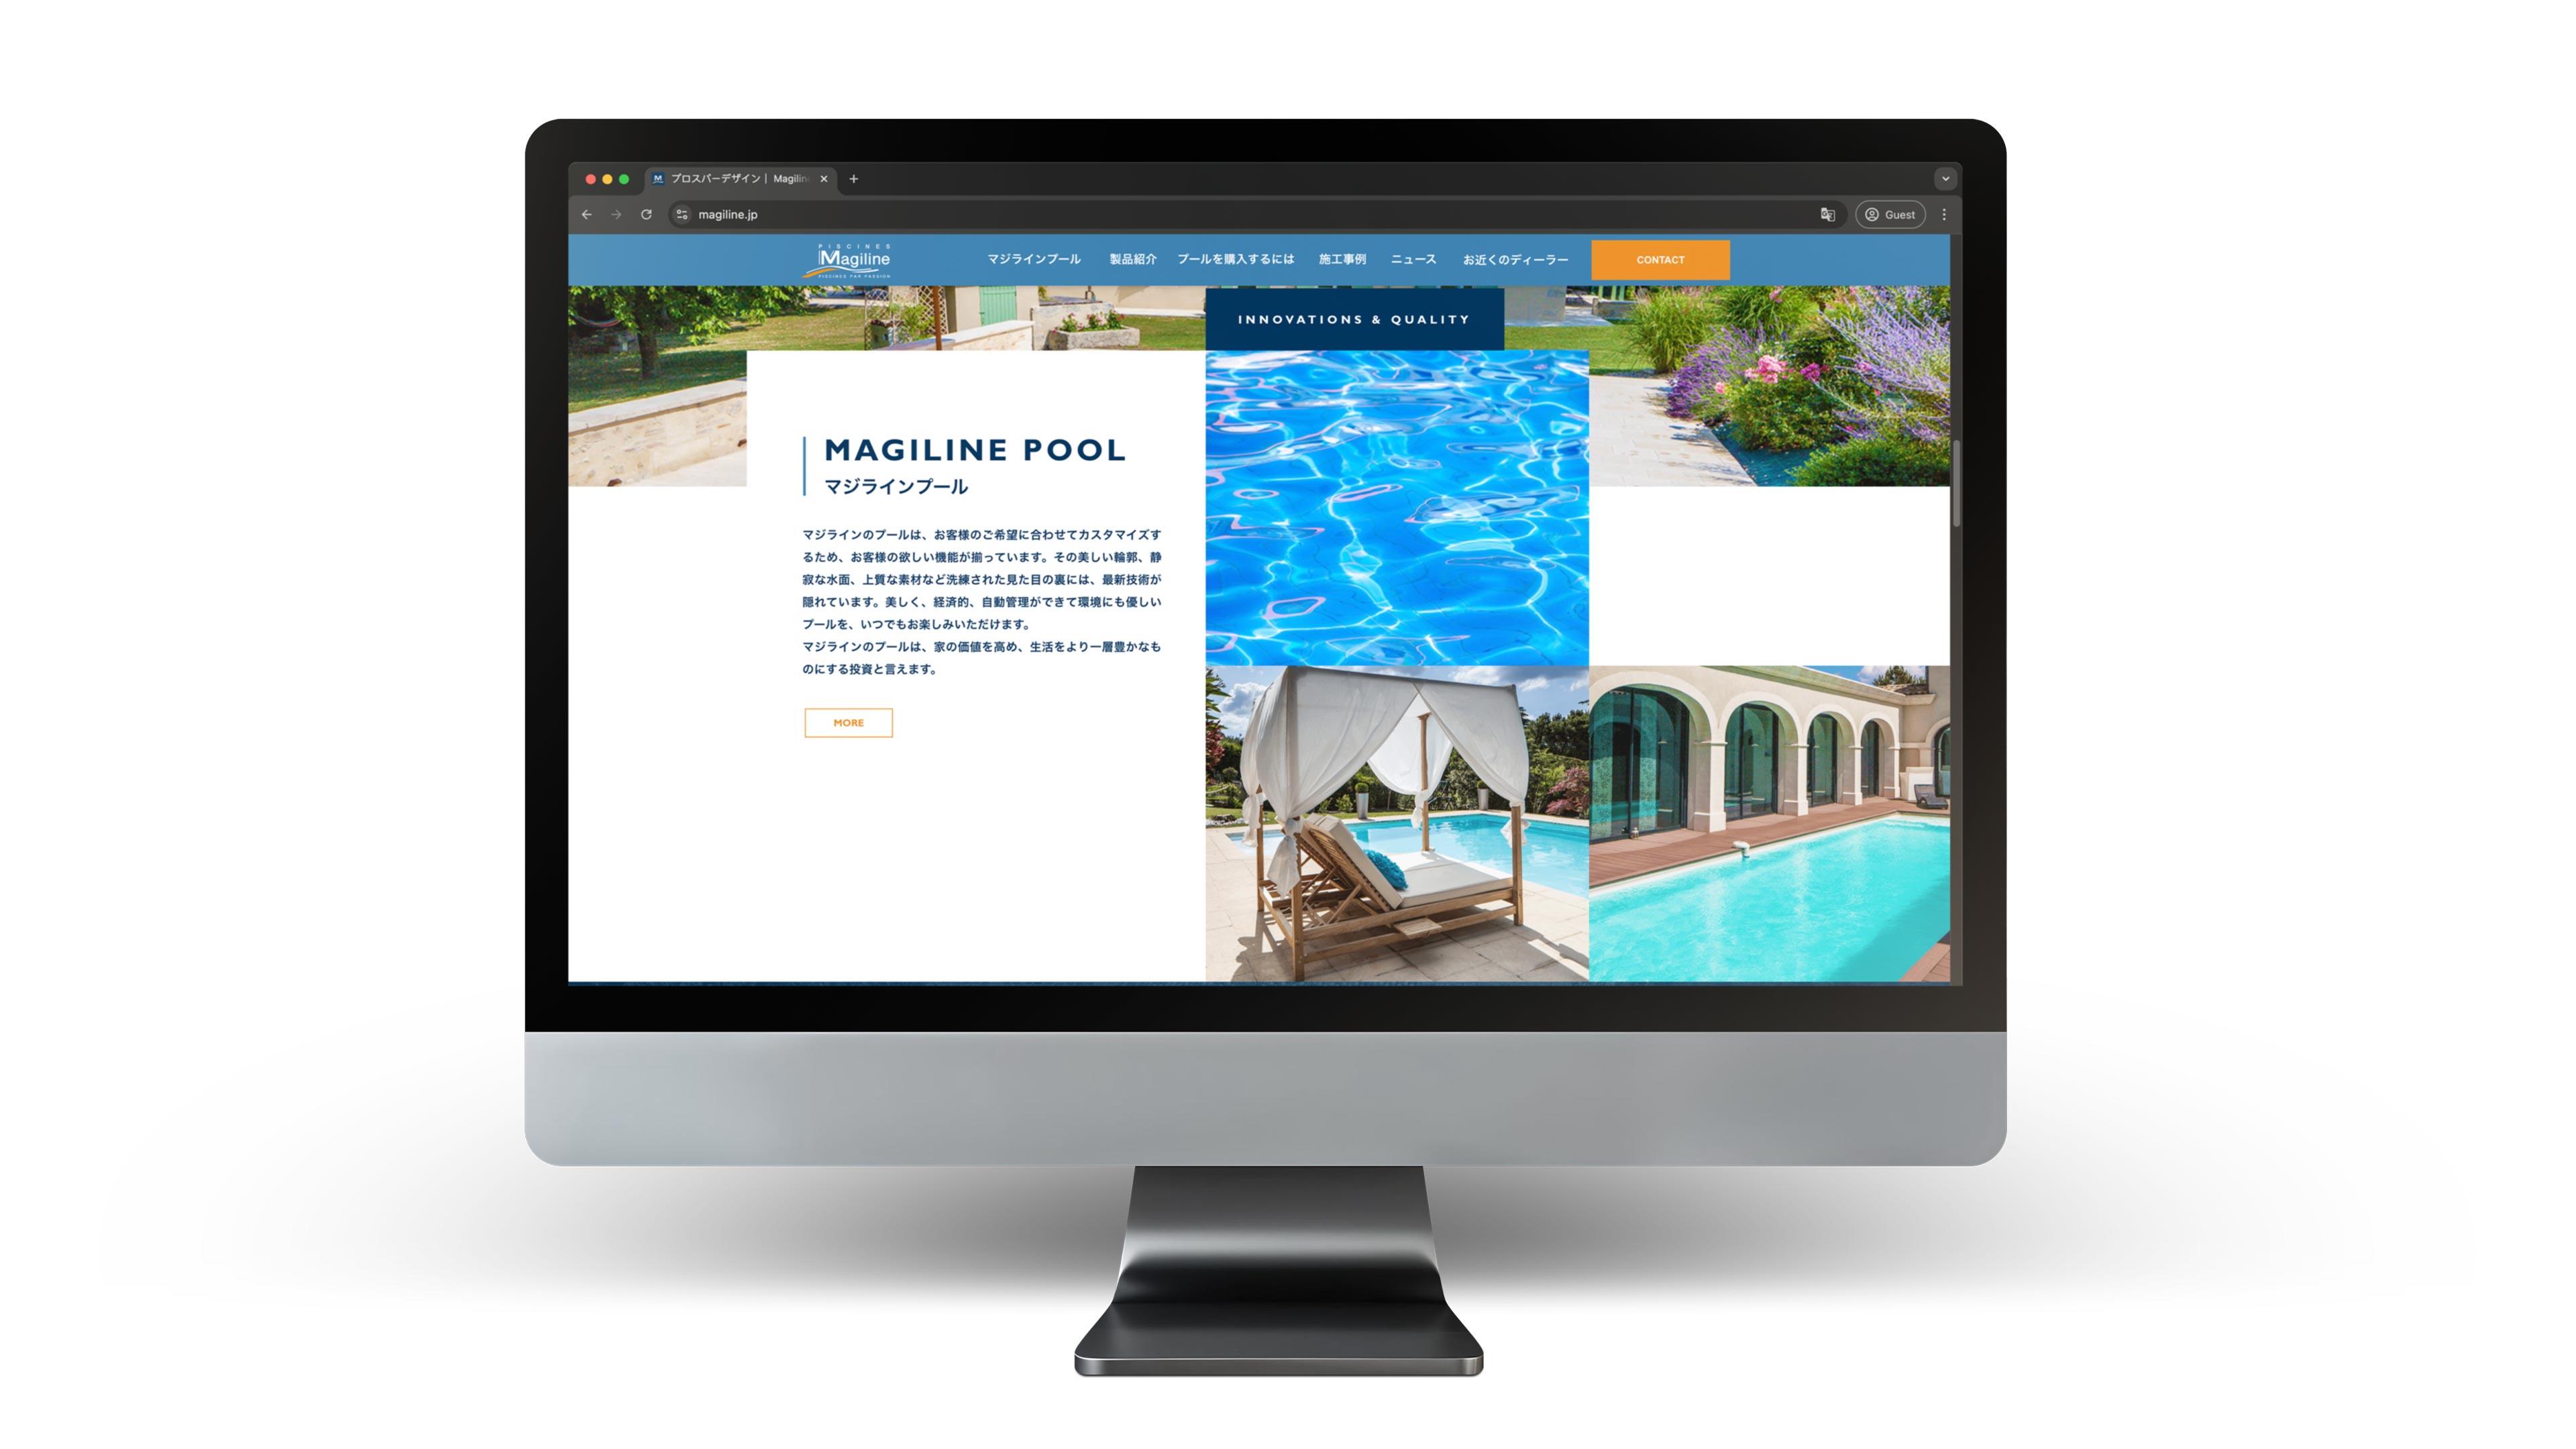 プロスパーデザイン | Magilin
magiline.jp
Guest
PISCINES
Magiline
PISCINES PAR PASSION
マジラインプール 製品紹介 プールを購入するには 施工事例 ニュース お近くのディーラー CONTACT
INNOVATIONS & QUALITY
MAGILINE POOL
マジラインプール
マジラインのプールは、お客様のご希望に合わせてカスタマイズす
るため、お客様の欲しい機能が揃っています。その美しい輪郭、静
寂な水面、上質な素材など洗練された見た目の裏には、最新技術が
隠れています。美しく、経済的、自動管理ができて環境にも優しい
プールを、いつでもお楽しみいただけます。
マジラインのプールは、家の価値を高め、生活をより一層豊かなも
のにする投資と言えます。
MORE